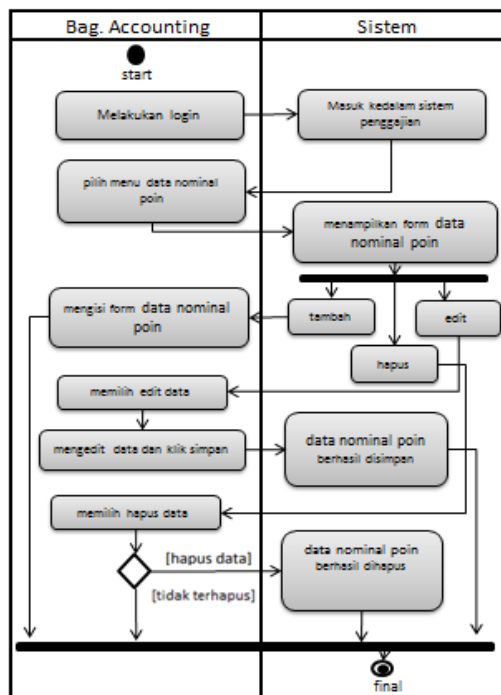 Bag. Accounting
Sistem
start
Melakukan login
Masuk kedalam sistem
penggajian
pilih menu data nominal
poin
menampilkan form data
nominal poin
mengisi form data nominal
poin
tambah
edit
hapus
memilih edit data
mengedit data dan klik simpan
data nominal poin
berhasil disimpan
memilih hapus data
[hapus data]
data nominal poin
berhasil dihapus
[tidak terhapus]
final